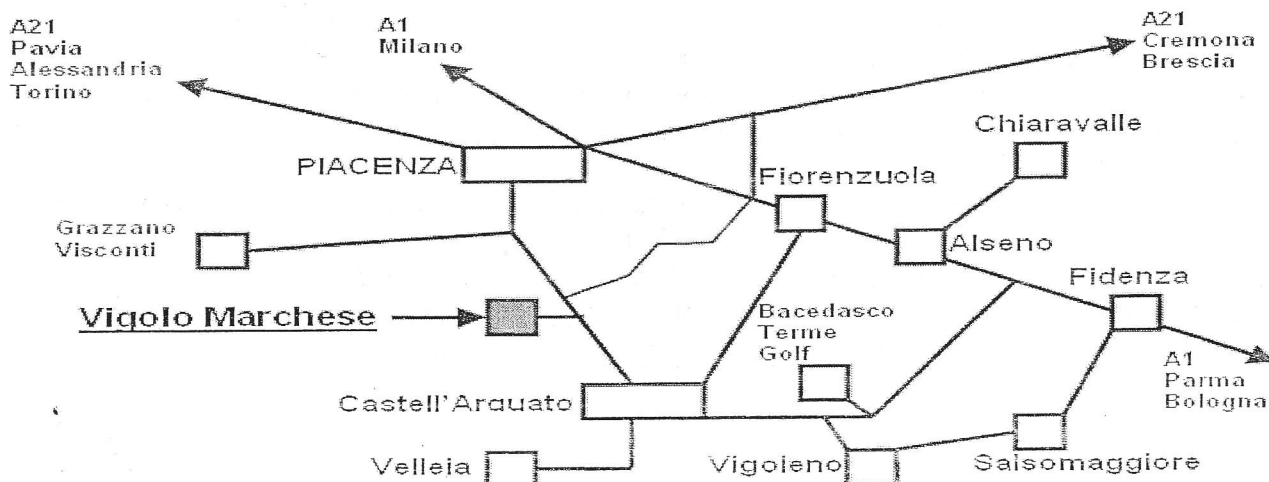 A21
Pavia
Alessandria
Torino
A1
Milano
A21
Cremona
Brescia
Chiaravalle
PIACENZA
Fiorenzuola
Grazzano
Visconti
Alseno
Fidenza
Vigolo Marchese
Bacedasco
Terme
Golf
A1
Parma
Bologna
Castell'Arquato
Velleia
Vigoleno
Salsomaggiore